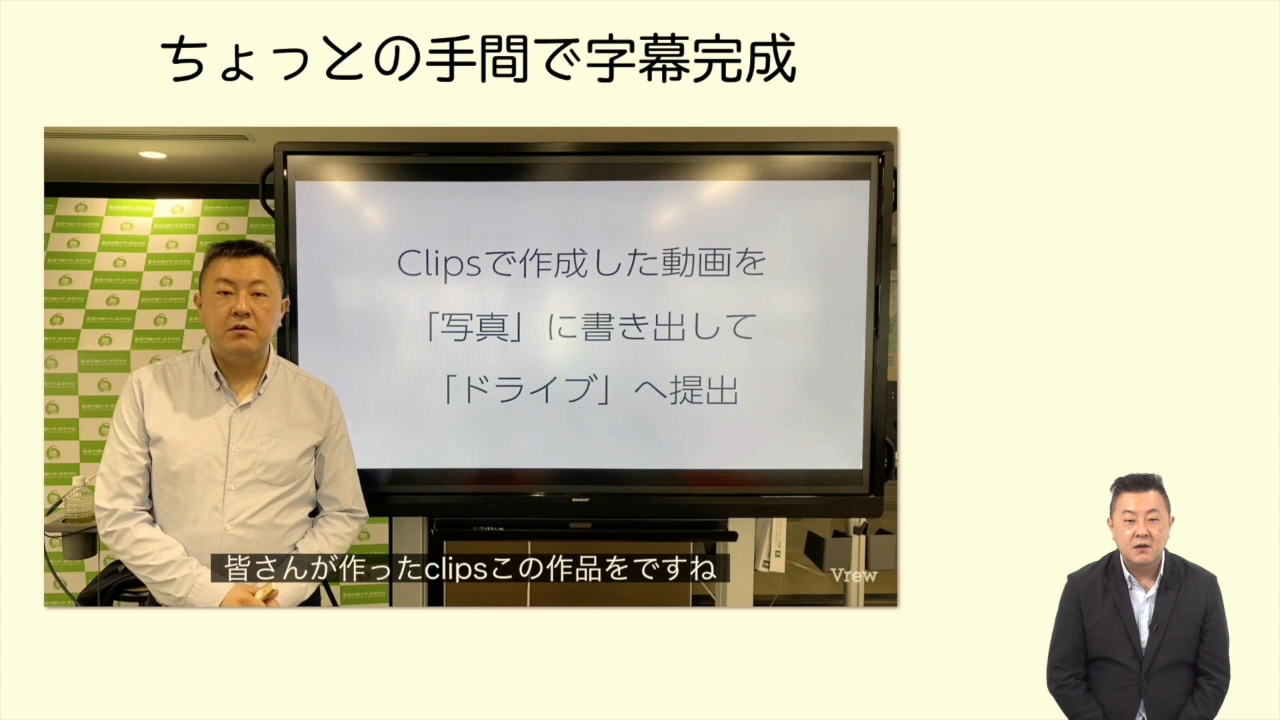 ちょっとの手間で字幕完成
Clipsで作成した動画を
「写真」に書き出して
「ドライブ」へ提出
SHARP
皆さんが作ったclipsこの作品をですね
Vrew